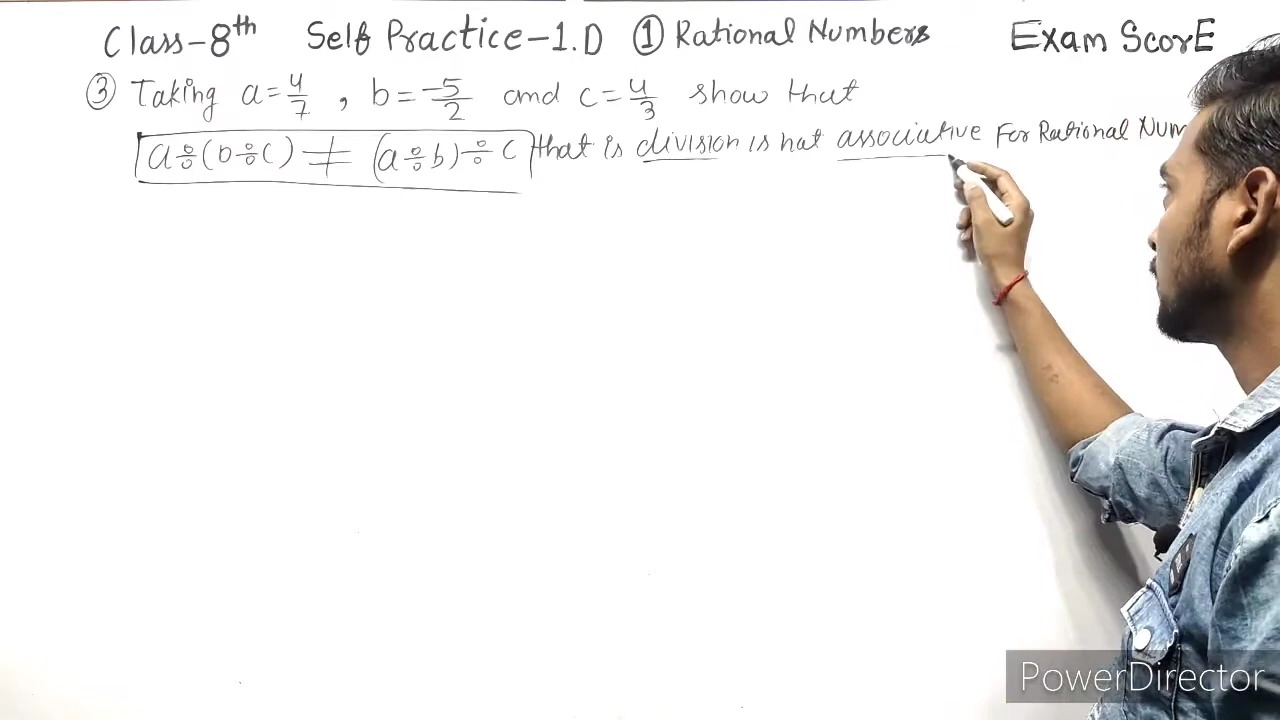 Class-8th Self Practice-1.D ① Rational Numbers Exam ScorE
③ Taking a=4/7, b=-5/2 and c=4/3 show that
a÷(b÷c) ≠ (a÷b)÷c that is division is not associative For Rational Num
PowerDirector